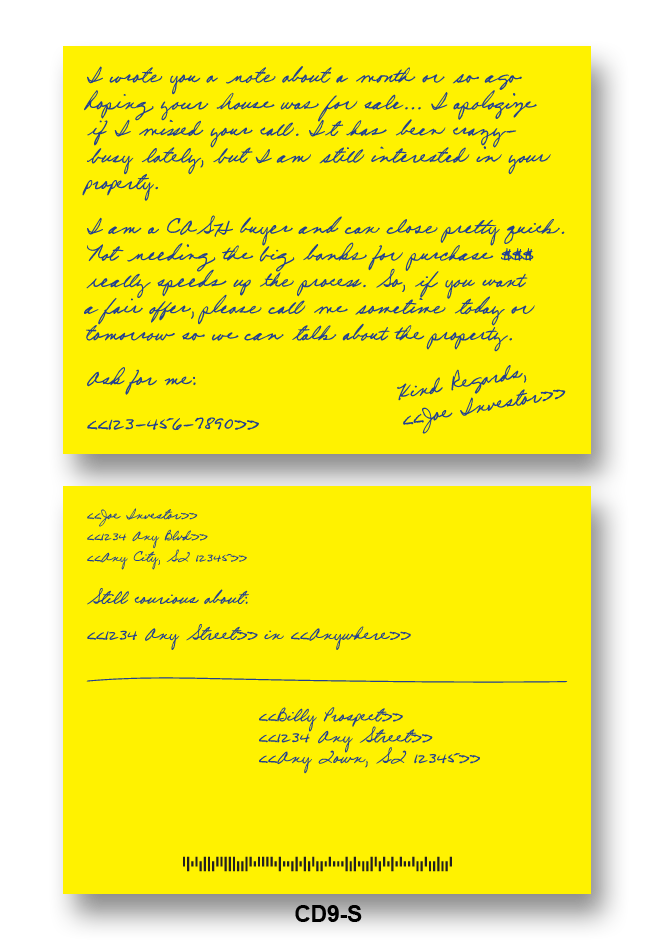 I wrote you a note about a month or so ago
hoping your house was for sale... I apologize
if I missed your call. It has been crazy-
busy lately, but I am still interested in your
property.
I am a CASH buyer and can close pretty quick.
Not needing the big banks for purchase $$$
really speeds up the process. So, if you want
a fair offer, please call me sometime today or
tomorrow so we can talk about the property.
Ask for me:
<<123-456-7890>>
Kind Regards,
<<Joe Investor>>
<<Joe Investor>>
<<1234 Any Blvd>>
<<Any City, ST 12345>>
Still courious about:
<<1234 Any Street>> in <<Anywhere>>
<<Billy Prospect>>
<<1234 Any Street>>
<<Any Town, ST 12345>>
CD9-S